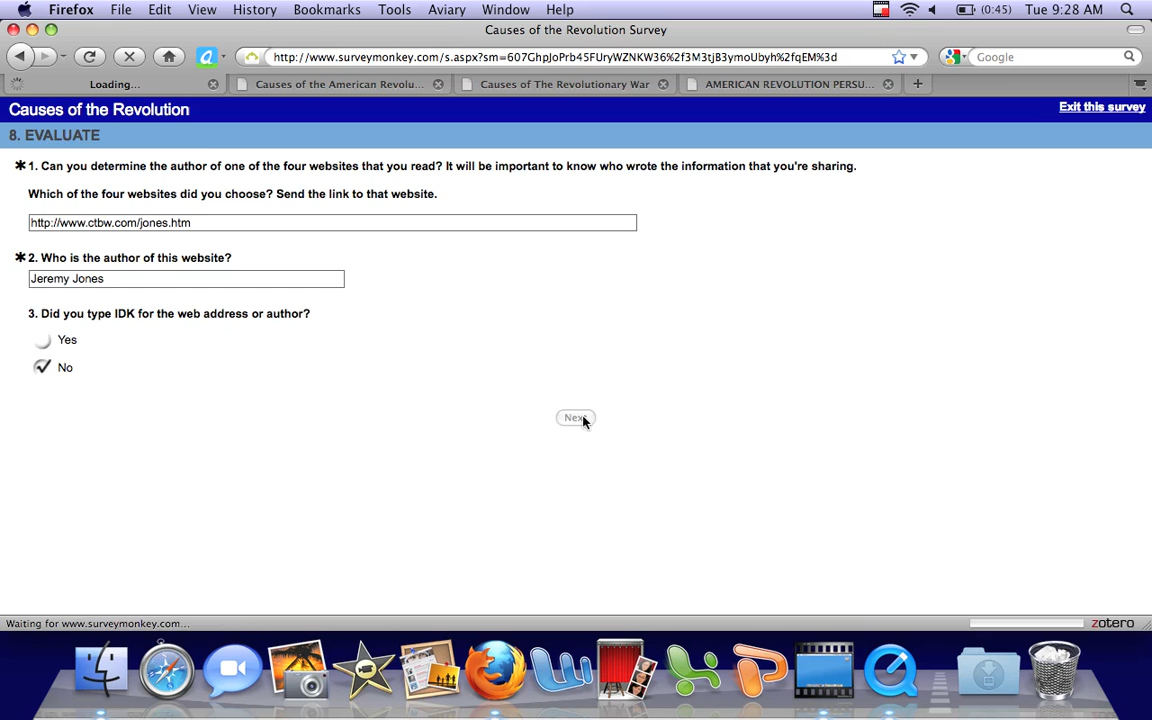 Firefox File Edit View History Bookmarks Tools Aviary Window Help (0:45) Tue 9:28 AM
Causes of the Revolution Survey
http://www.surveymonkey.com/s.aspx?sm=607GhpJoPrb45FURyWZNKW36%2f3M3tjB3ymoUbyh%2fqEM%3d Google
Loading... Causes of the American Revolu... Causes of The Revolutionary War AMERICAN REVOLUTION PERSU...
Causes of the Revolution Exit this survey
8. EVALUATE
1. Can you determine the author of one of the four websites that you read? It will be important to know who wrote the information that you're sharing.
Which of the four websites did you choose? Send the link to that website.
http://www.ctbw.com/jones.htm
2. Who is the author of this website?
Jeremy Jones
3. Did you type IDK for the web address or author?
Yes
No
Next
Waiting for www.surveymonkey.com... zotero